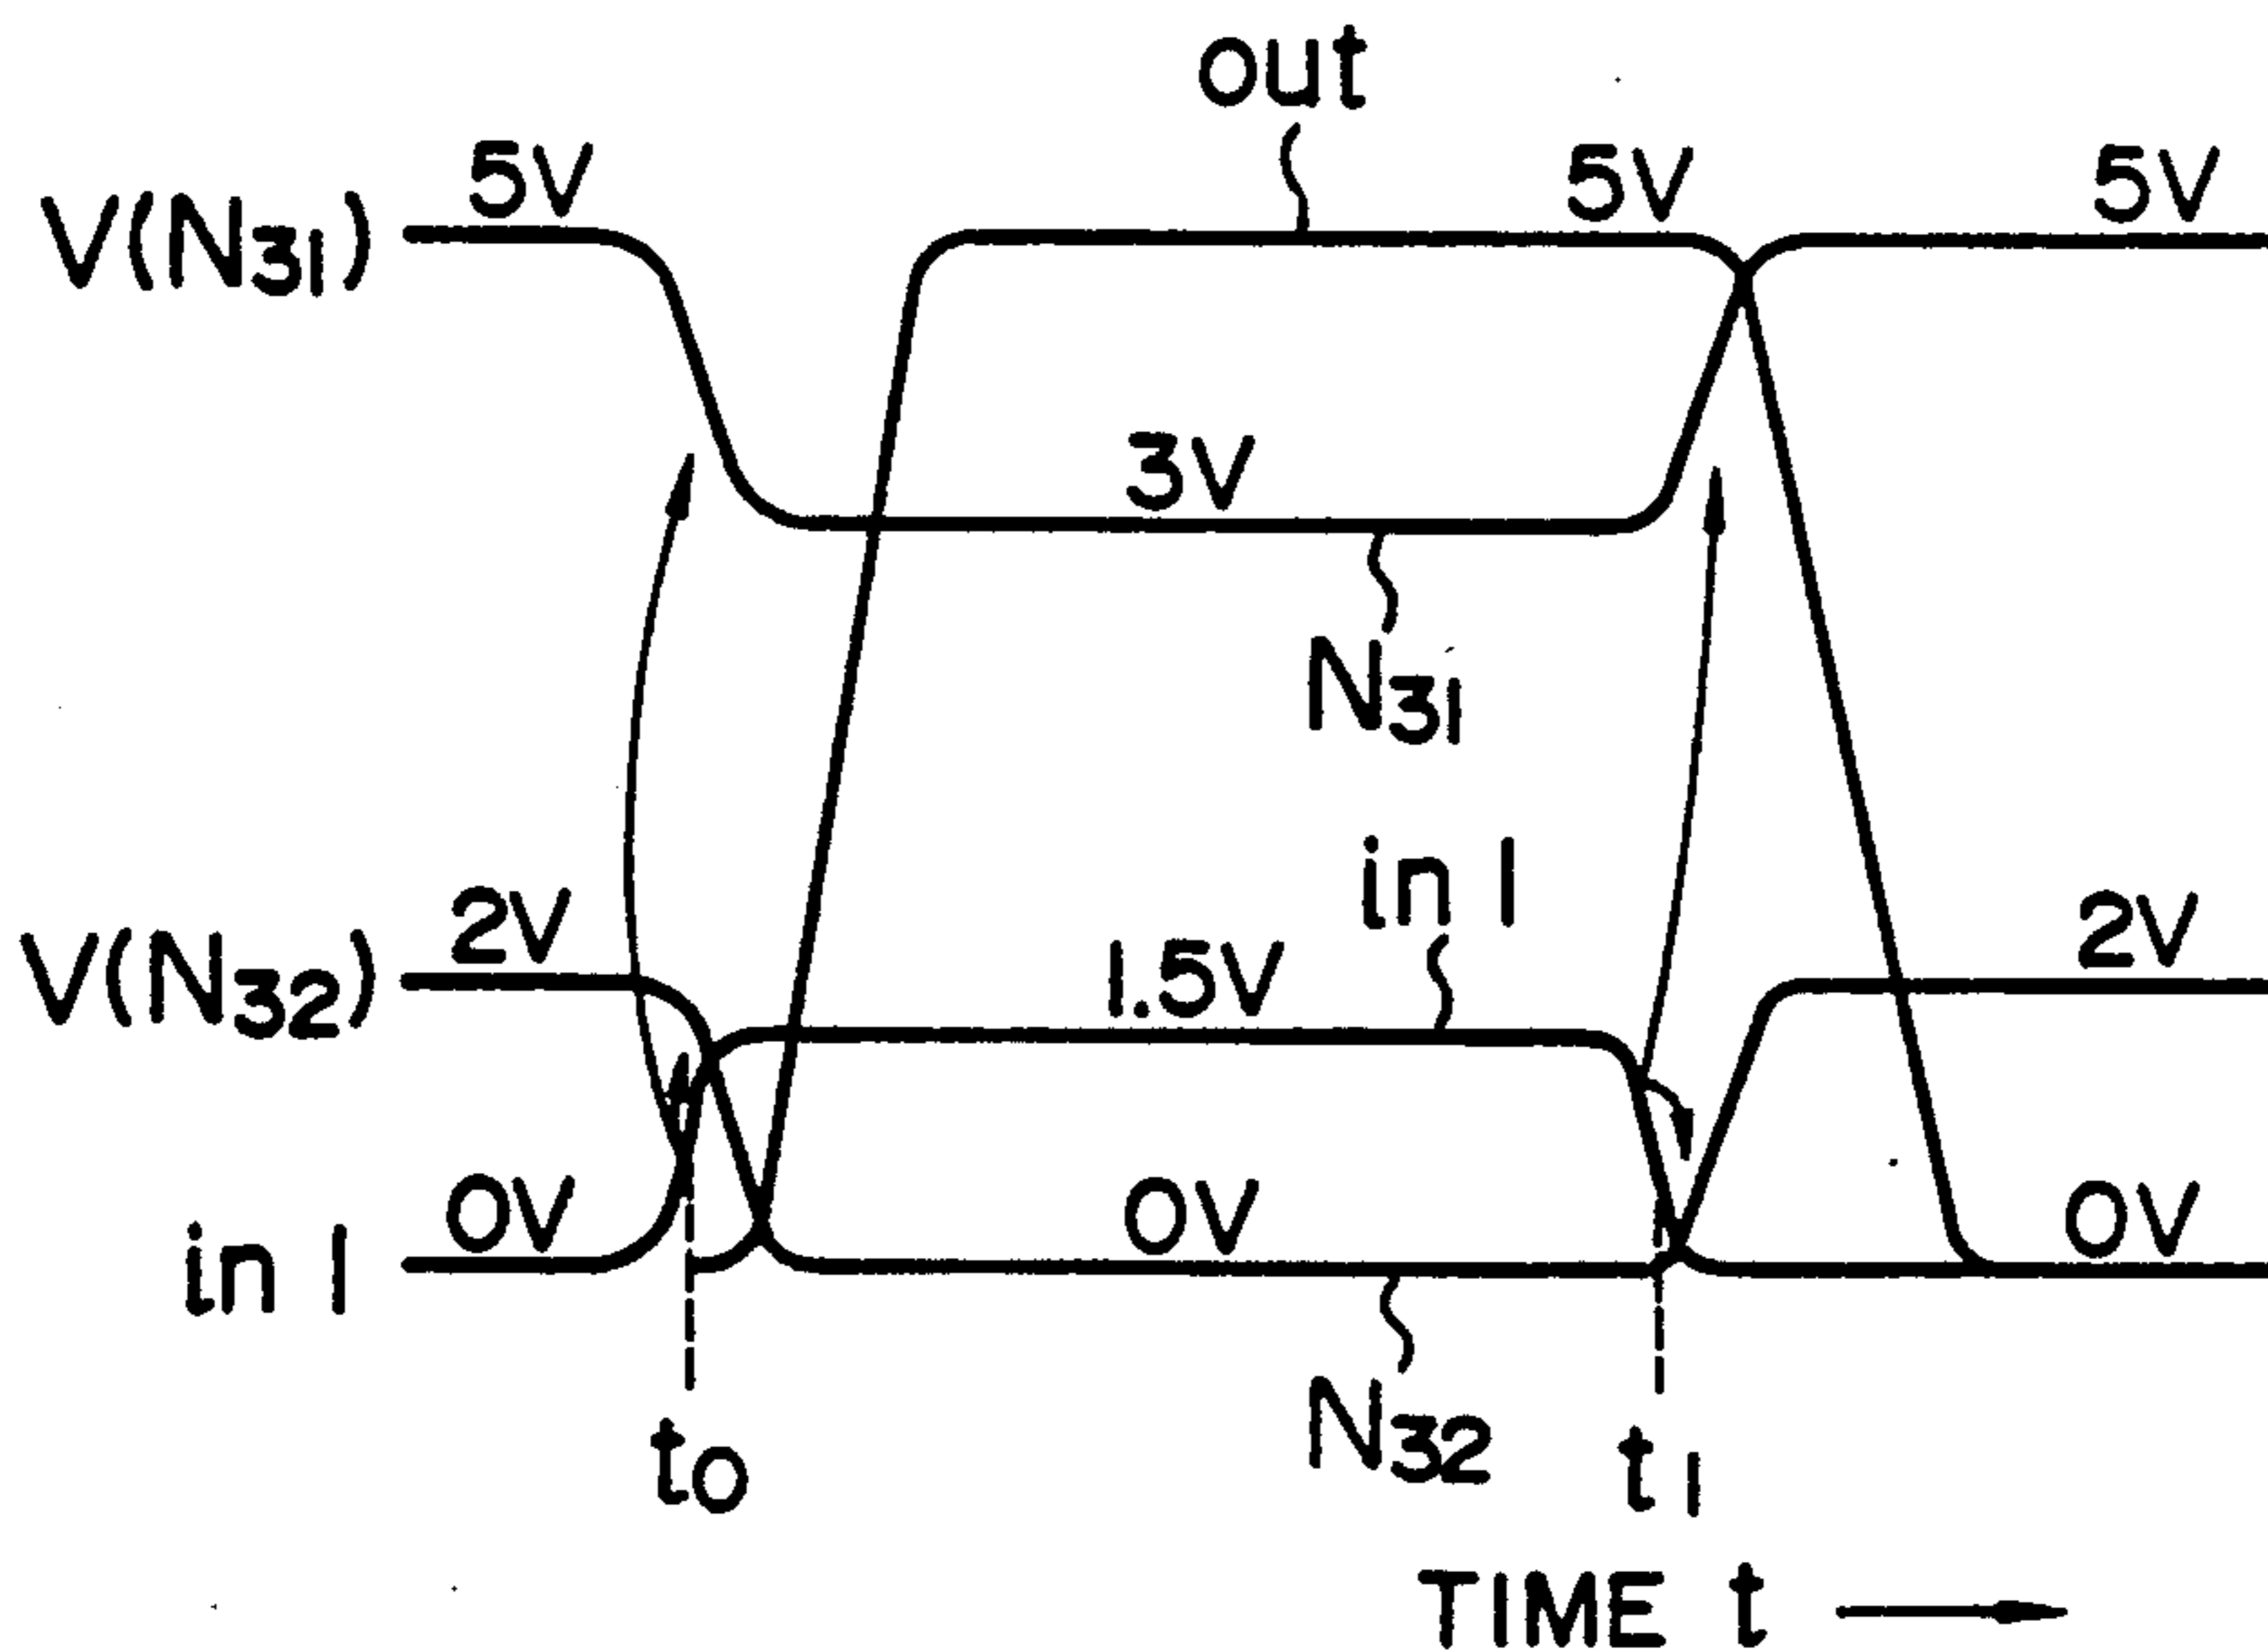 out
5V 5V 5V
V(N31)
3V
N31
in 1
2V 1.5V 2V
V(N32)
0V 0V 0V
in 1
N32
t0 t1
TIME t